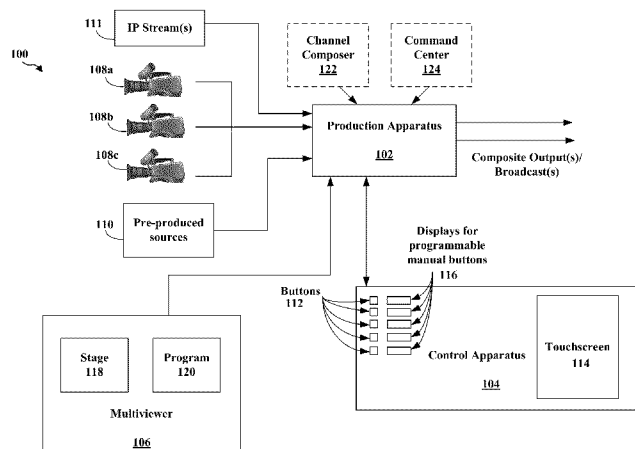 100
111
IP Stream(s)
108a
108b
108c
110
Pre-produced
sources
Channel
Composer
122
Command
Center
124
Production Apparatus
102
Composite Output(s)/
Broadcast(s)
Displays for
programmable
manual buttons
116
Buttons
112
Control Apparatus
104
Touchscreen
114
Stage
118
Program
120
Multiviewer
106